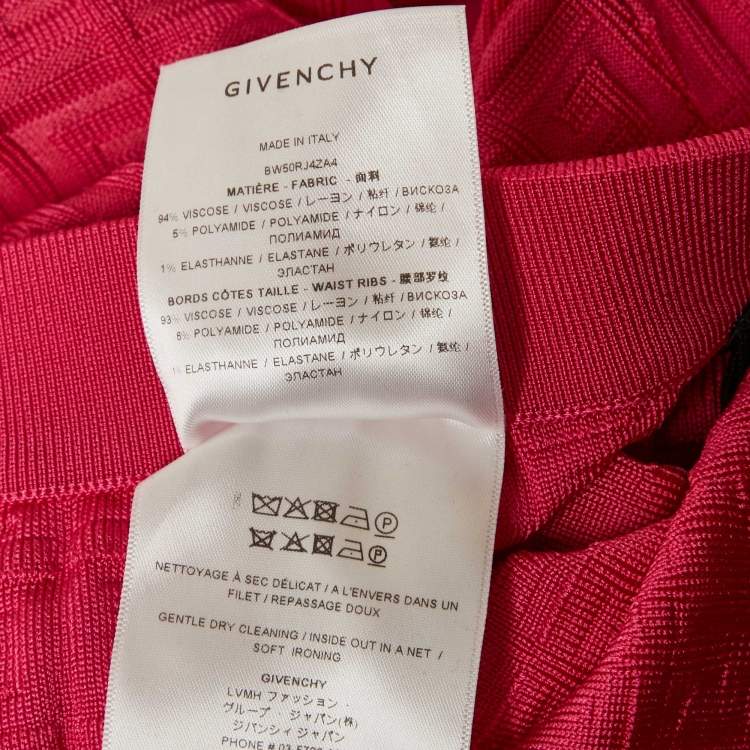 GIVENCHY
MADE IN ITALY
BW50RJ4ZA4
MATIÈRE - FABRIC - 面料
94% VISCOSE / VISCOSE / レーヨン / 粘纤 / ВИСКОЗА
5% POLYAMIDE / POLYAMIDE / ナイロン / 锦纶 /
ПОЛИАМИД
1% ELASTHANNE / ELASTANE / ポリウレタン / 氨纶 /
ЭЛАСТАН
BORDS CÔTES TAILLE - WAIST RIBS - 腰部罗纹
93% VISCOSE / VISCOSE / レーヨン / 粘纤 / ВИСКОЗА
6% POLYAMIDE / POLYAMIDE / ナイロン / 锦纶 /
ПОЛИАМИД
1% ELASTHANNE / ELASTANE / ポリウレタン / 氨纶 /
ЭЛАСТАН
P
P
NETTOYAGE À SEC DÉLICAT / A L'ENVERS DANS UN
FILET / REPASSAGE DOUX
GENTLE DRY CLEANING / INSIDE OUT IN A NET /
SOFT IRONING
GIVENCHY
LVMH ファッション・
グループ・ジャパン(株)
ジバンシィ ジャパン
PHONE # 03-